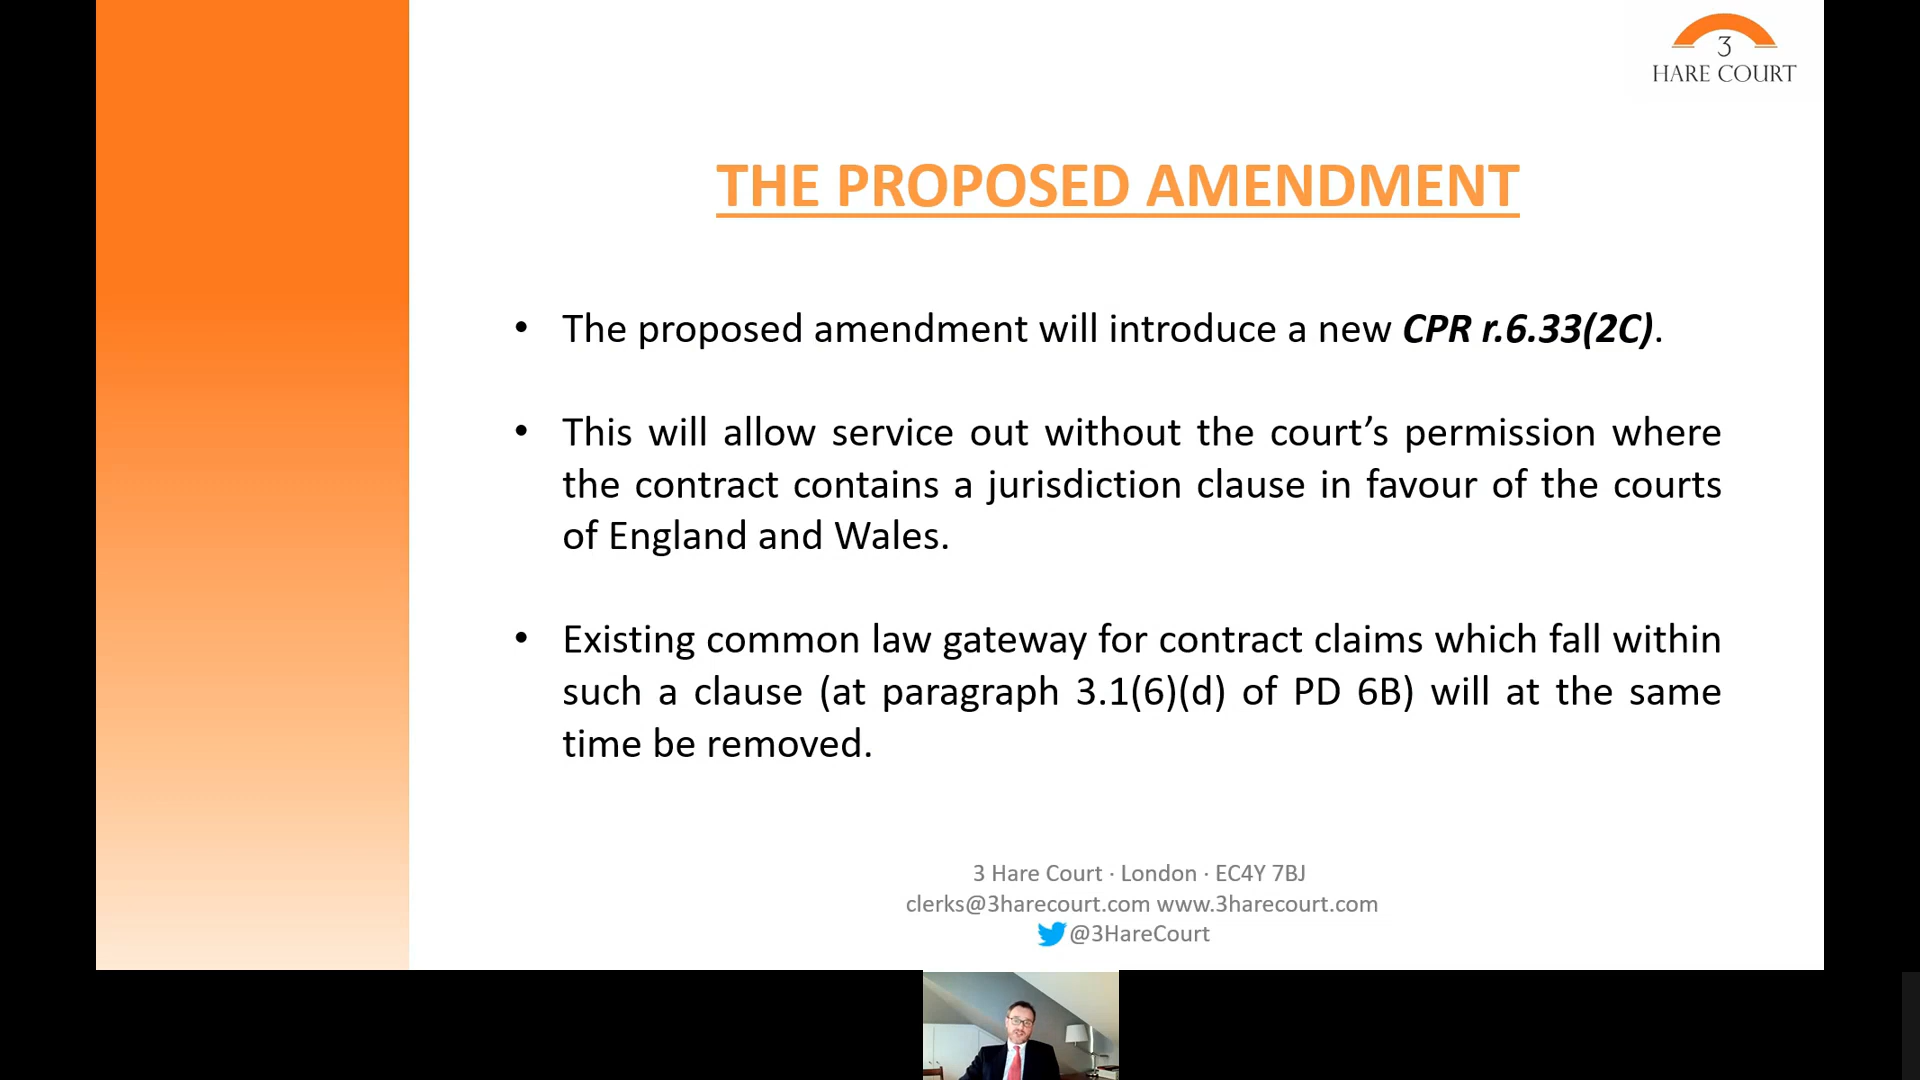 3
HARE COURT
THE PROPOSED AMENDMENT
• The proposed amendment will introduce a new CPR r.6.33(2C).
• This will allow service out without the court’s permission where
the contract contains a jurisdiction clause in favour of the courts
of England and Wales.
• Existing common law gateway for contract claims which fall within
such a clause (at paragraph 3.1(6)(d) of PD 6B) will at the same
time be removed.
3 Hare Court · London · EC4Y 7BJ
clerks@3harecourt.com www.3harecourt.com
@3HareCourt